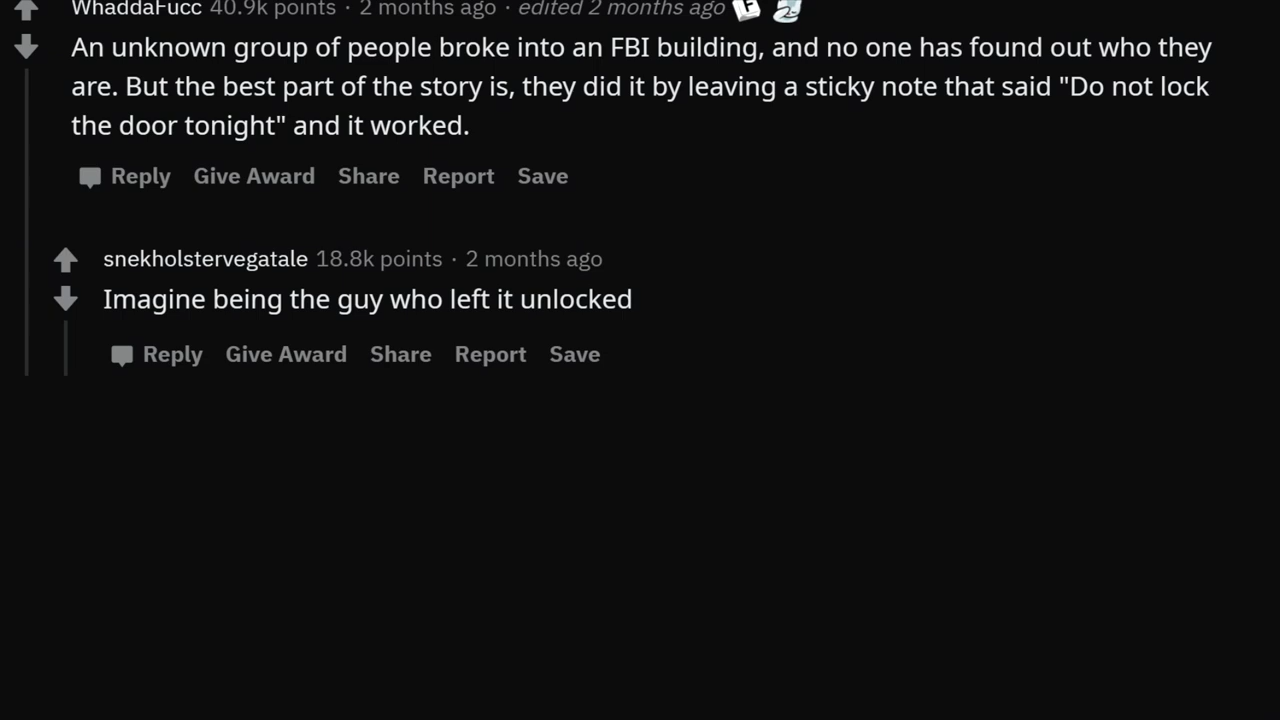 WhaddaFucc 40.9k points · 2 months ago · edited 2 months ago F 2
An unknown group of people broke into an FBI building, and no one has found out who they
are. But the best part of the story is, they did it by leaving a sticky note that said "Do not lock
the door tonight" and it worked.
Reply Give Award Share Report Save
snekholstervegatale 18.8k points · 2 months ago
Imagine being the guy who left it unlocked
Reply Give Award Share Report Save